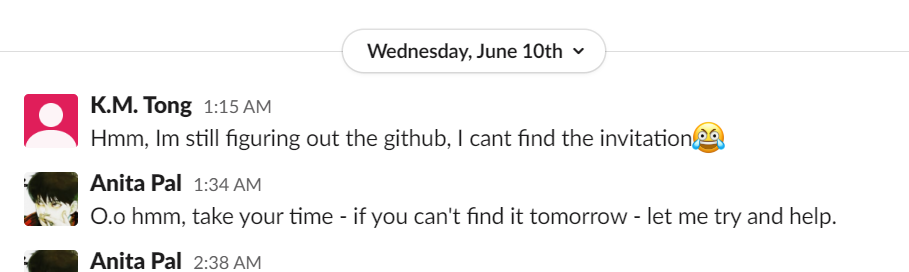 Wednesday, June 10th
K.M. Tong 1:15 AM
Hmm, Im still figuring out the github, I cant find the invitation😂
Anita Pal 1:34 AM
O.o hmm, take your time - if you can't find it tomorrow - let me try and help.
Anita Pal 2:38 AM